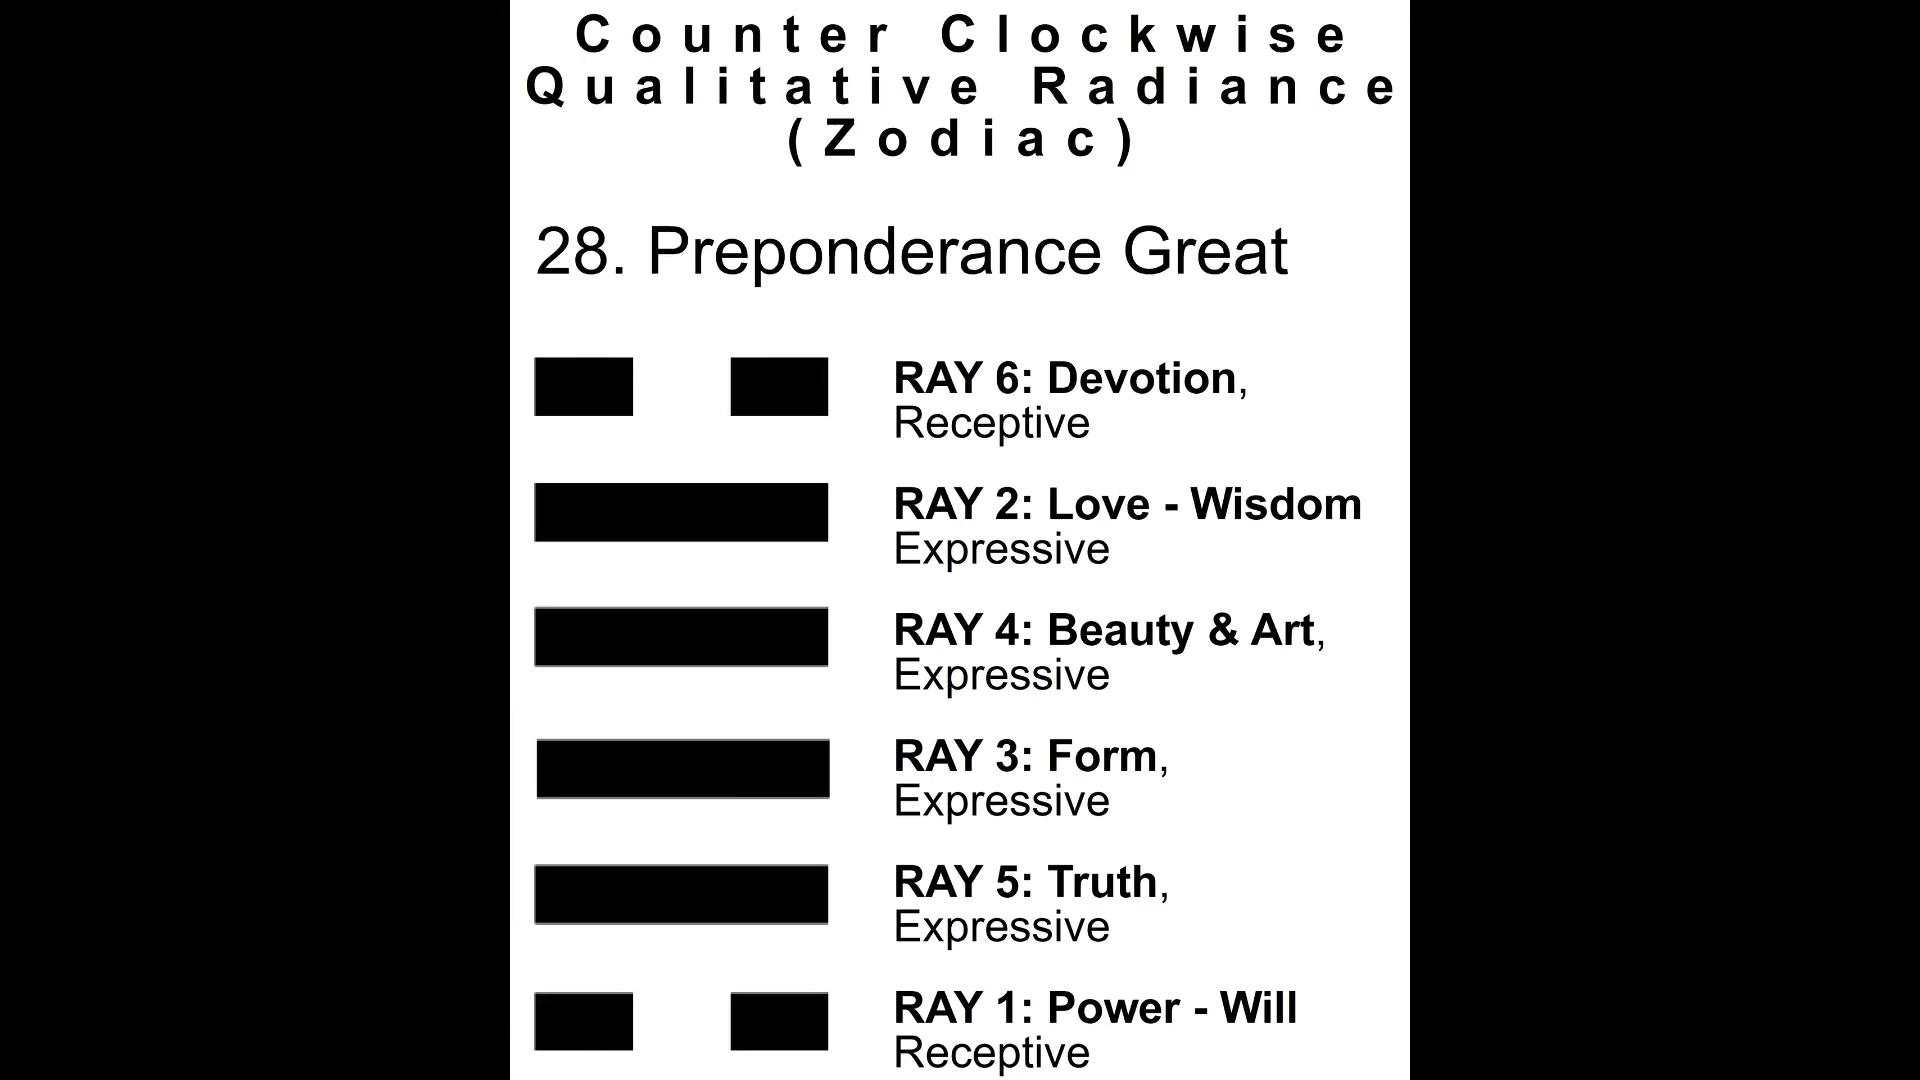 Counter Clockwise
Qualitative Radiance
(Zodiac)
28. Preponderance Great
RAY 6: Devotion,
Receptive
RAY 2: Love - Wisdom
Expressive
RAY 4: Beauty & Art,
Expressive
RAY 3: Form,
Expressive
RAY 5: Truth,
Expressive
RAY 1: Power - Will
Receptive